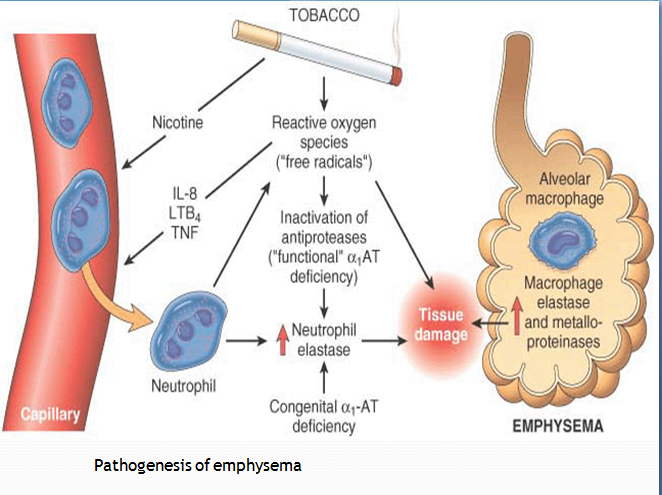 TOBACCO
Nicotine
Reactive oxygen
species
("free radicals")
IL-8
LTB₄
TNF
Inactivation of
antiproteases
("functional" α₁AT
deficiency)
Neutrophil
elastase
Neutrophil
Congenital α₁-AT
deficiency
Tissue
damage
Alveolar
macrophage
Macrophage
elastase
and metallo-
proteinases
Capillary
EMPHYSEMA
Pathogenesis of emphysema